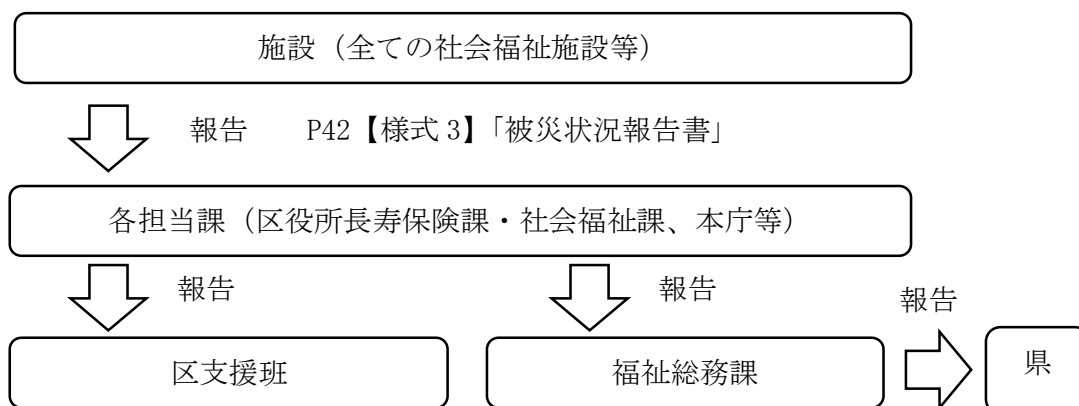 施設（全ての社会福祉施設等）
報告　　P42【様式 3】「被災状況報告書」
各担当課（区役所長寿保険課・社会福祉課、本庁等）
報告
報告
報告
区支援班
福祉総務課
県